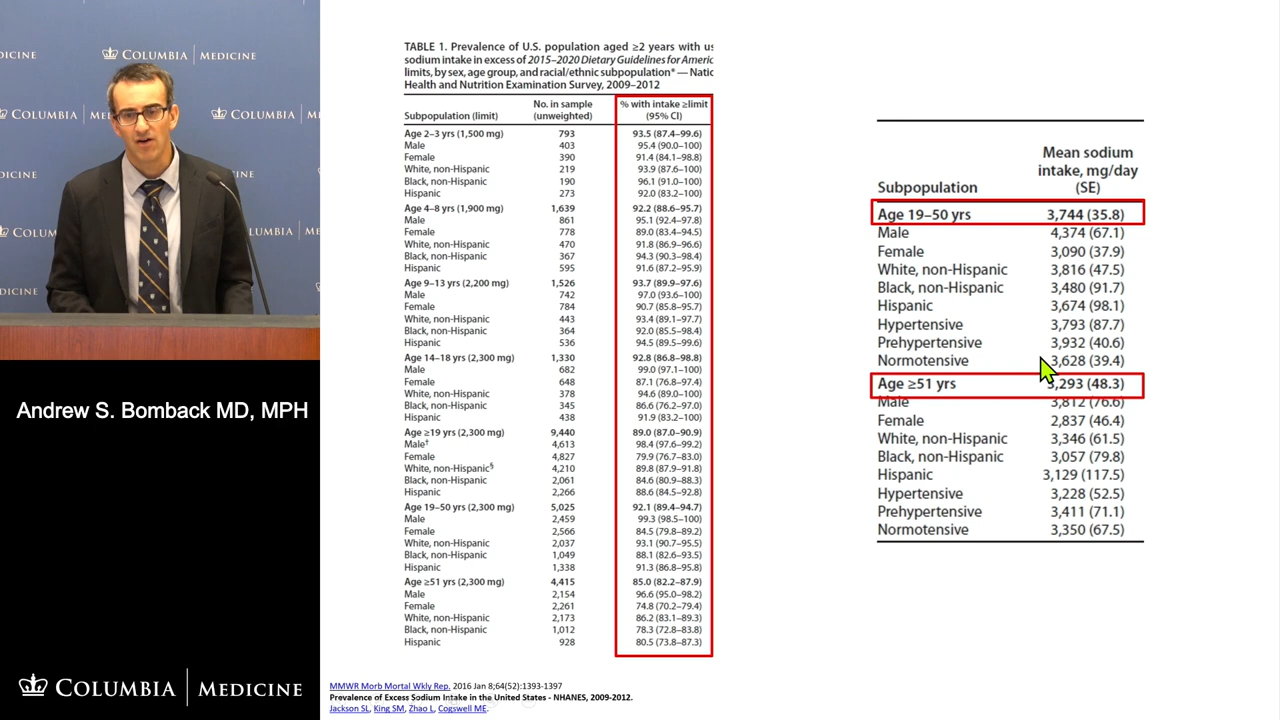 DICINE
COLUMBIA MEDICINE
COLUMBIA
COLUMBIA MEDICINE
DICINE
Andrew S. Bomback MD, MPH
COLUMBIA | MEDICINE
TABLE 1. Prevalence of U.S. population aged ≥2 years with us
sodium intake in excess of 2015–2020 Dietary Guidelines for Americ
limits, by sex, age group, and racial/ethnic subpopulation* — Natic
Health and Nutrition Examination Survey, 2009–2012
Subpopulation (limit) No. in sample (unweighted) % with intake ≥limit (95% CI)
Age 2–3 yrs (1,500 mg) 793 93.5 (87.4–99.6)
Male 403 95.4 (90.0–100)
Female 390 91.4 (84.1–98.8)
White, non-Hispanic 219 93.9 (87.6–100)
Black, non-Hispanic 190 96.1 (91.0–100)
Hispanic 273 92.0 (83.2–100)
Age 4–8 yrs (1,900 mg) 1,639 92.2 (88.6–95.7)
Male 861 95.1 (92.4–97.8)
Female 778 89.0 (83.4–94.5)
White, non-Hispanic 470 91.8 (86.9–96.6)
Black, non-Hispanic 367 94.3 (90.3–98.4)
Hispanic 595 91.6 (87.2–95.9)
Age 9–13 yrs (2,200 mg) 1,526 93.7 (89.9–97.6)
Male 742 97.0 (93.6–100)
Female 784 90.7 (85.8–95.7)
White, non-Hispanic 443 93.4 (89.1–97.7)
Black, non-Hispanic 364 92.0 (85.5–98.4)
Hispanic 536 94.5 (89.5–99.6)
Age 14–18 yrs (2,300 mg) 1,330 92.8 (86.8–98.8)
Male 682 99.0 (97.1–100)
Female 648 87.1 (76.8–97.4)
White, non-Hispanic 378 94.6 (89.0–100)
Black, non-Hispanic 345 86.6 (76.2–97.0)
Hispanic 438 91.9 (83.2–100)
Age ≥19 yrs (2,300 mg) 9,440 89.0 (87.0–90.9)
Male† 4,613 98.4 (97.6–99.2)
Female 4,827 79.9 (76.7–83.0)
White, non-Hispanic§ 4,210 89.8 (87.9–91.8)
Black, non-Hispanic 2,061 84.6 (80.9–88.3)
Hispanic 2,266 88.6 (84.5–92.8)
Age 19–50 yrs (2,300 mg) 5,025 92.1 (89.4–94.7)
Male 2,459 99.3 (98.5–100)
Female 2,566 84.5 (79.8–89.2)
White, non-Hispanic 2,037 93.1 (90.7–95.5)
Black, non-Hispanic 1,049 88.1 (82.6–93.5)
Hispanic 1,338 91.3 (86.8–95.8)
Age ≥51 yrs (2,300 mg) 4,415 85.0 (82.2–87.9)
Male 2,154 96.6 (95.0–98.2)
Female 2,261 74.8 (70.2–79.4)
White, non-Hispanic 2,173 86.2 (83.1–89.3)
Black, non-Hispanic 1,012 78.3 (72.8–83.8)
Hispanic 928 80.5 (73.8–87.3)
MMWR Morb Mortal Wkly Rep. 2016 Jan 8;64(52):1393-1397
Prevalence of Excess Sodium Intake in the United States - NHANES, 2009-2012.
Jackson SL, King SM, Zhao L, Cogswell ME.
Mean sodium
intake, mg/day
Subpopulation (SE)
Age 19–50 yrs 3,744 (35.8)
Male 4,374 (67.1)
Female 3,090 (37.9)
White, non-Hispanic 3,816 (47.5)
Black, non-Hispanic 3,480 (91.7)
Hispanic 3,674 (98.1)
Hypertensive 3,793 (87.7)
Prehypertensive 3,932 (40.6)
Normotensive 3,628 (39.4)
Age ≥51 yrs 3,293 (48.3)
Male 3,812 (76.6)
Female 2,837 (46.4)
White, non-Hispanic 3,346 (61.5)
Black, non-Hispanic 3,057 (79.8)
Hispanic 3,129 (117.5)
Hypertensive 3,228 (52.5)
Prehypertensive 3,411 (71.1)
Normotensive 3,350 (67.5)